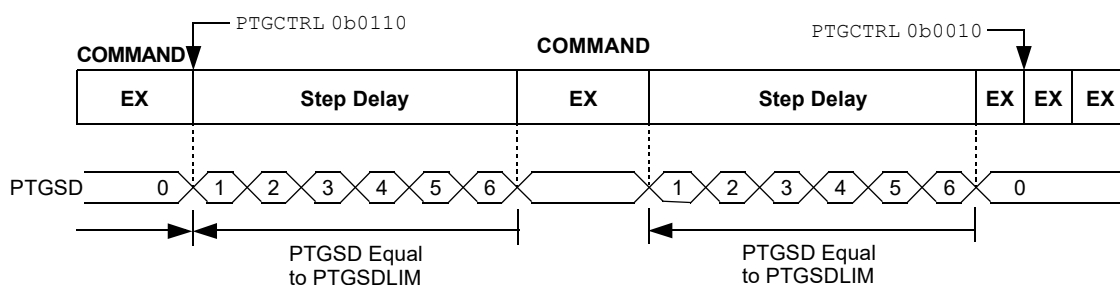 PTGCTRL 0b0110
PTGCTRL 0b0010
COMMAND
COMMAND
EX Step Delay EX Step Delay EX EX EX
PTGSD 0 1 2 3 4 5 6 1 2 3 4 5 6 0
PTGSD Equal
to PTGSDLIM
PTGSD Equal
to PTGSDLIM